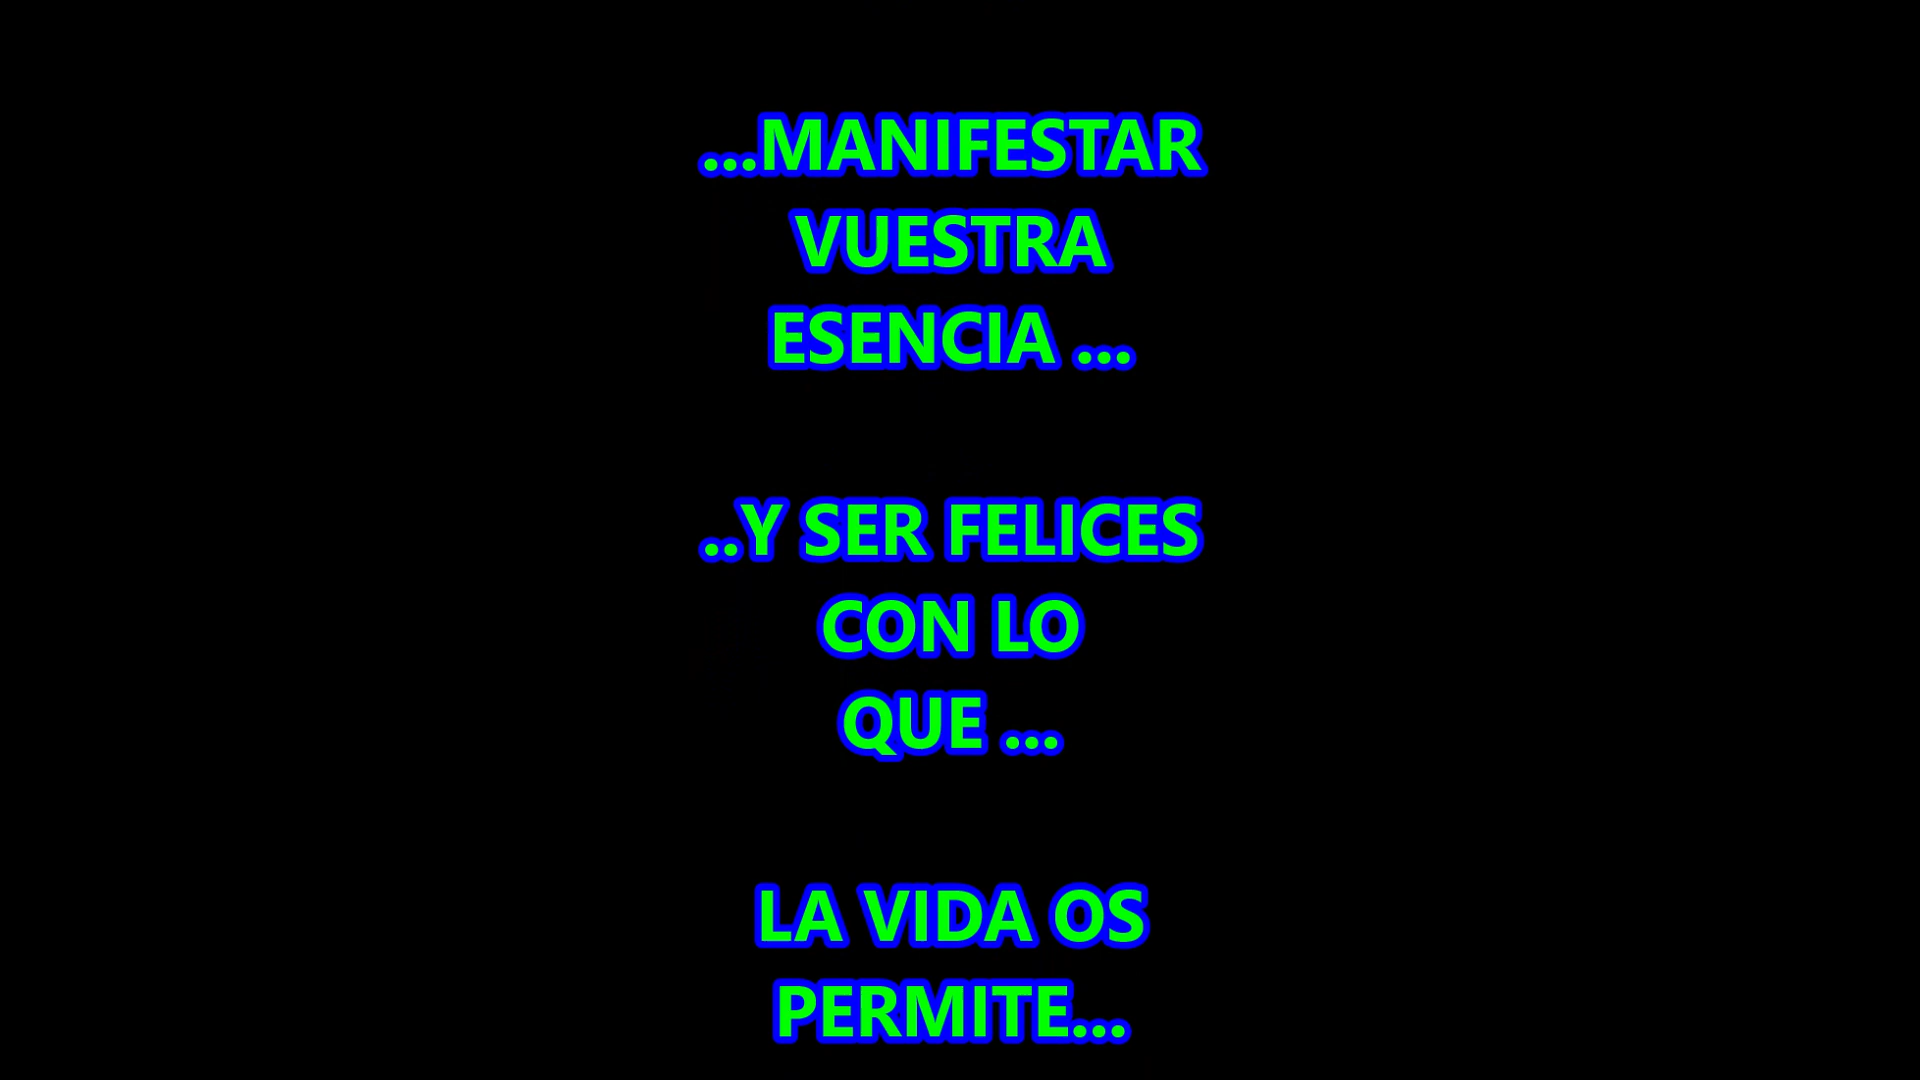 ...MANIFESTAR
VUESTRA
ESENCIA ...
..Y SER FELICES
CON LO
QUE ...
LA VIDA OS
PERMITE...